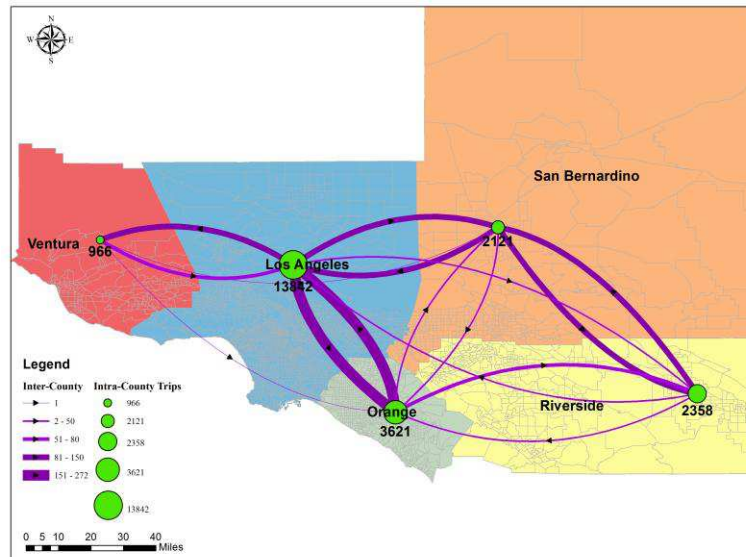 N
W E
S
San Bernardino
Ventura
966
2121
Los Angeles
13842
Legend
Inter-County Intra-County Trips
1 966
2 - 50 2121
51 - 80 2358
81 - 150 3621
151 - 272 13842
Orange
3621
Riverside
2358
0 5 10 20 30 40
Miles